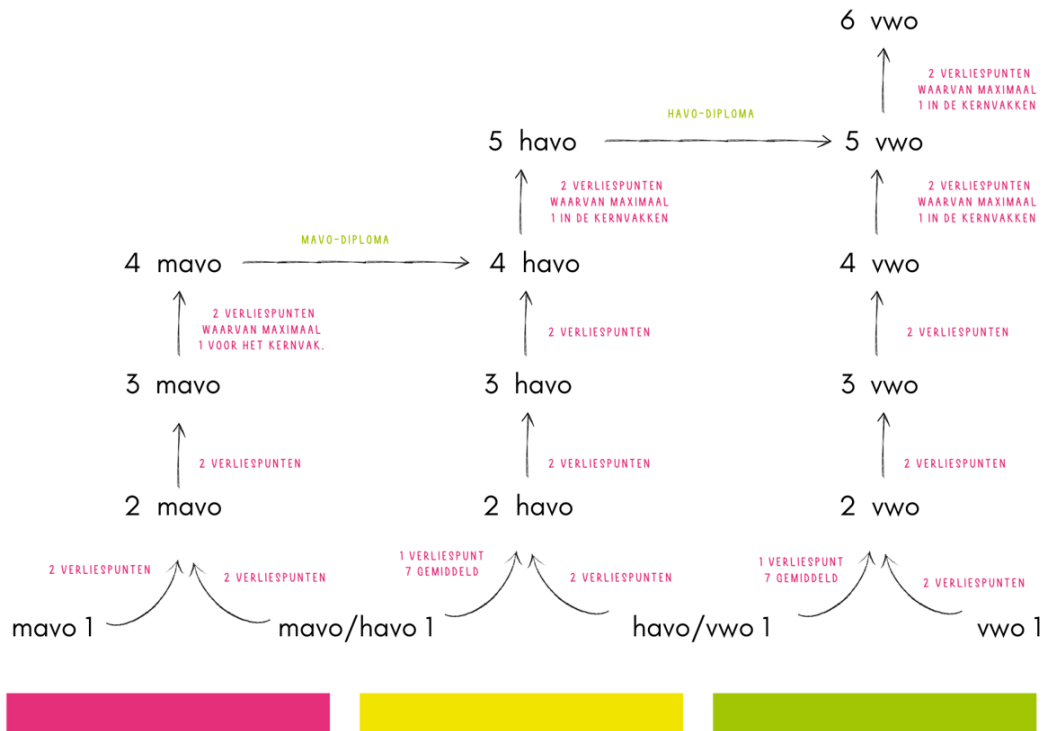 6 vwo
2 VERLIESPUNTEN
WAARVAN MAXIMAAL
1 IN DE KERNVAKKEN
HAVO-DIPLOMA
5 havo
5 vwo
2 VERLIESPUNTEN
WAARVAN MAXIMAAL
1 IN DE KERNVAKKEN
2 VERLIESPUNTEN
WAARVAN MAXIMAAL
1 IN DE KERNVAKKEN
MAVO-DIPLOMA
4 mavo
4 havo
4 vwo
2 VERLIESPUNTEN
WAARVAN MAXIMAAL
1 VOOR HET KERNVAK.
2 VERLIESPUNTEN
2 VERLIESPUNTEN
3 mavo
3 havo
3 vwo
2 VERLIESPUNTEN
2 VERLIESPUNTEN
2 VERLIESPUNTEN
2 mavo
2 havo
2 vwo
2 VERLIESPUNTEN
2 VERLIESPUNTEN
1 VERLIESPUNT
7 GEMIDDELD
2 VERLIESPUNTEN
1 VERLIESPUNT
7 GEMIDDELD
2 VERLIESPUNTEN
mavo 1
mavo/havo 1
havo/vwo 1
vwo 1